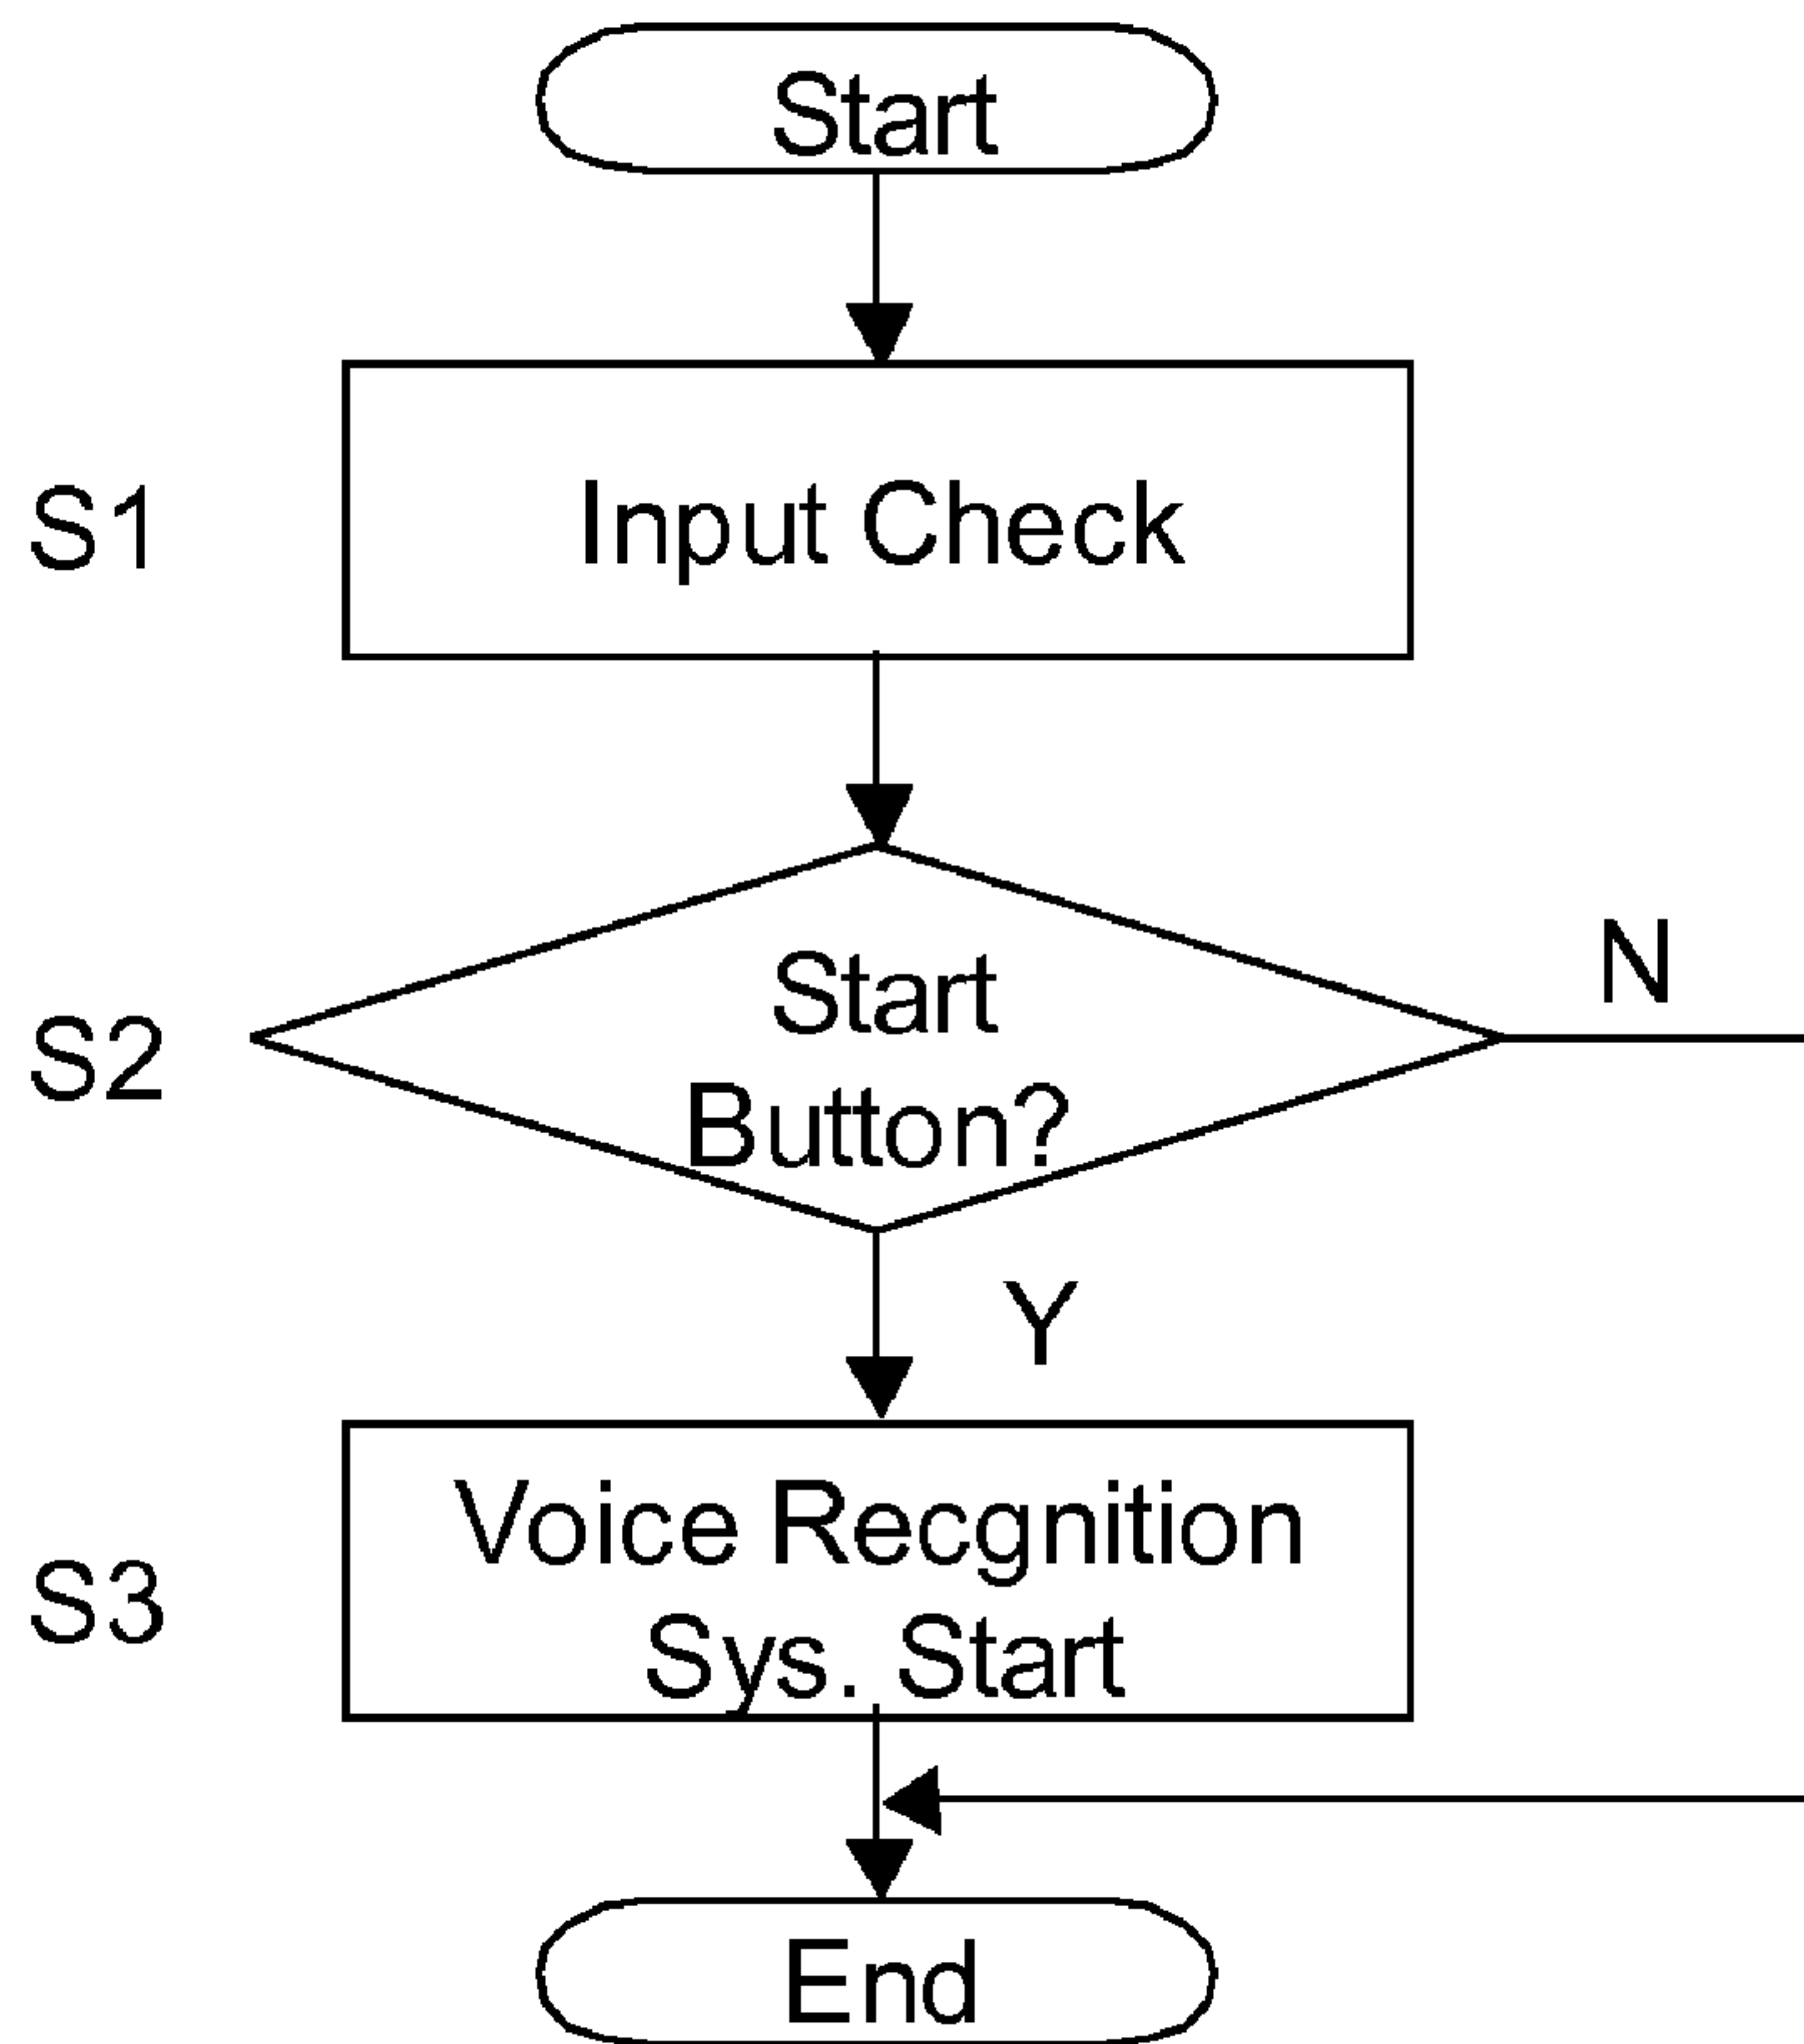 Start
S1
Input Check
N
Start
S2
Button?
Y
Voice Recgnition
S3
Sys. Start
End